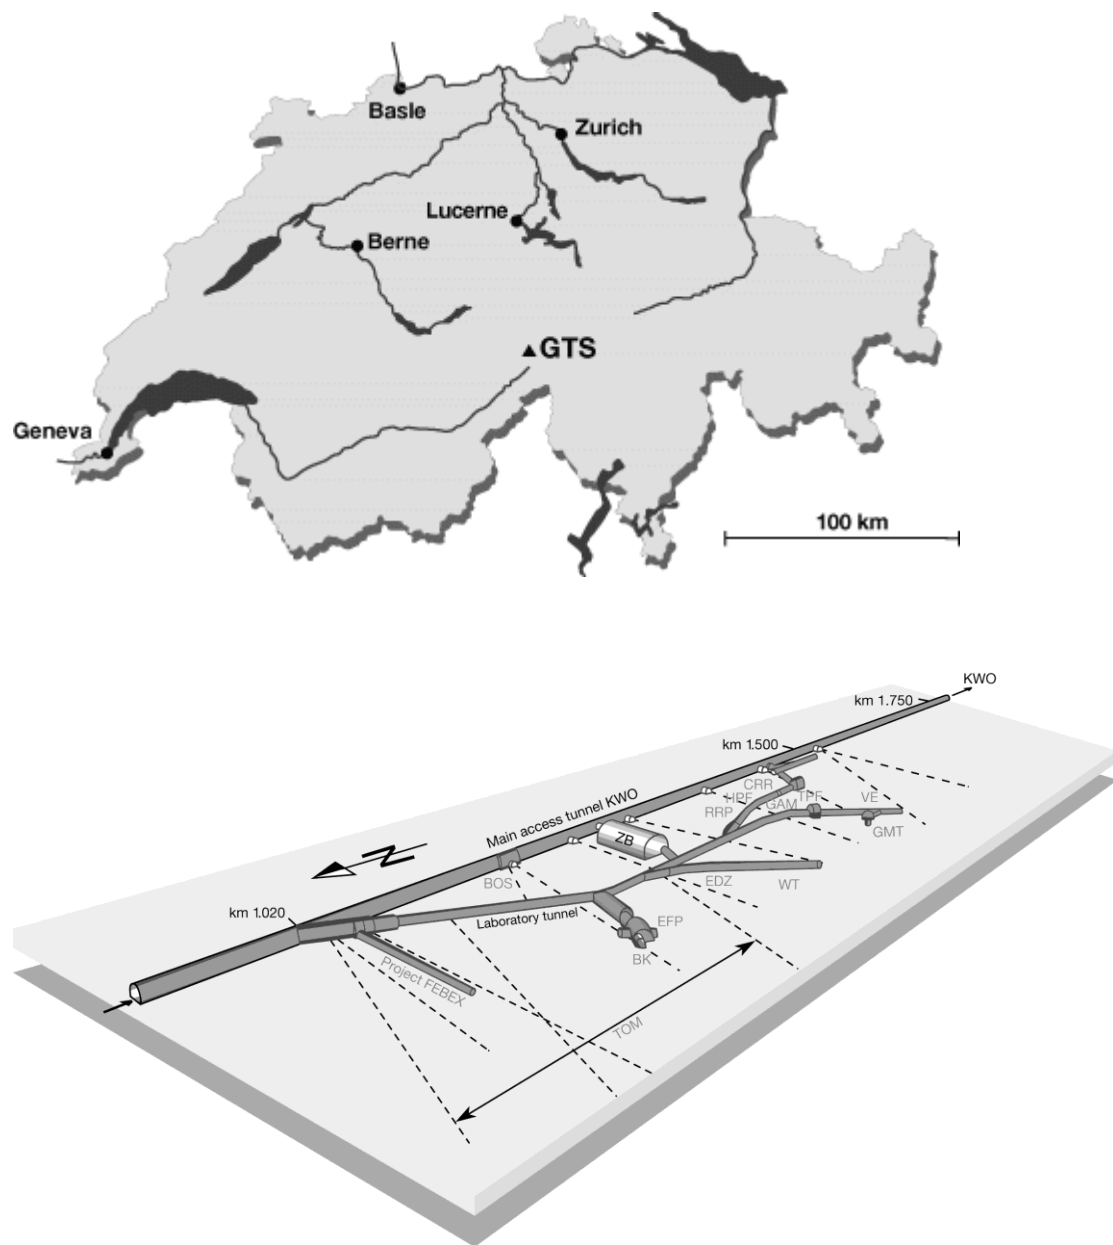 Basle
Zurich
Lucerne
Berne
GTS
Geneva
100 km
KWO
km 1.750
km 1.500
CRR
HPF
TPF
VE
GAM
RRP
GMT
Main access tunnel KWO
ZB
N
BOS
EDZ
WT
km 1.020
Laboratory tunnel
EFP
BK
Project FEBEX
TOM